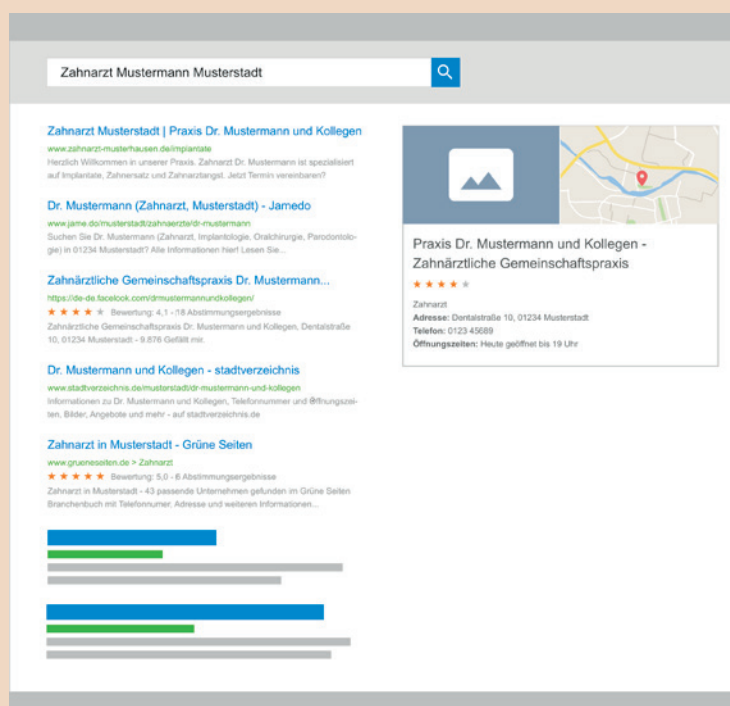 Zahnarzt Mustermann Musterstadt
Zahnarzt Musterstadt | Praxis Dr. Mustermann und Kollegen
www.zahnarzt-musterhausen.de/implantate
Herzlich Willkommen in unserer Praxis. Zahnarzt Dr. Mustermann ist spezialisiert
auf Implantate, Zahnersatz und Zahnarztangst. Jetzt Termin vereinbaren?
Dr. Mustermann (Zahnarzt, Musterstadt) - Jamedo
www.jame.do/musterstadt/zahnaerzte/dr-mustermann
Suchen Sie Dr. Mustermann (Zahnarzt, Implantologie, Oralchirurgie, Parodontolo-
gie) in 01234 Musterstadt? Alle Informationen hier! Lesen Sie...
Zahnärztliche Gemeinschaftspraxis Dr. Mustermann...
https://de-de.facelook.com/drmustermannundkollegen/
Bewertung: 4,1 - 18 Abstimmungsergebnisse
Zahnärztliche Gemeinschaftspraxis Dr. Mustermann und Kollegen, Dentalstraße
10, 01234 Musterstadt - 9.876 Gefällt mir.
Dr. Mustermann und Kollegen - stadtverzeichnis
www.stadtverzeichnis.de/musterstadt/dr-mustermann-und-kollegen
Informationen zu Dr. Mustermann und Kollegen, Telefonnummer und Öffnungszei-
ten, Bilder, Angebote und mehr - auf stadtverzeichnis.de
Zahnarzt in Musterstadt - Grüne Seiten
www.grueneseiten.de > Zahnarzt
Bewertung: 5,0 - 6 Abstimmungsergebnisse
Zahnarzt in Musterstadt - 43 passende Unternehmen gefunden im Grüne Seiten
Branchenbuch mit Telefonnumer, Adresse und weiteren Informationen...
Praxis Dr. Mustermann und Kollegen -
Zahnärztliche Gemeinschaftspraxis
Zahnarzt
Adresse: Dentalstraße 10, 01234 Musterstadt
Telefon: 0123 45689
Öffnungszeiten: Heute geöffnet bis 19 Uhr